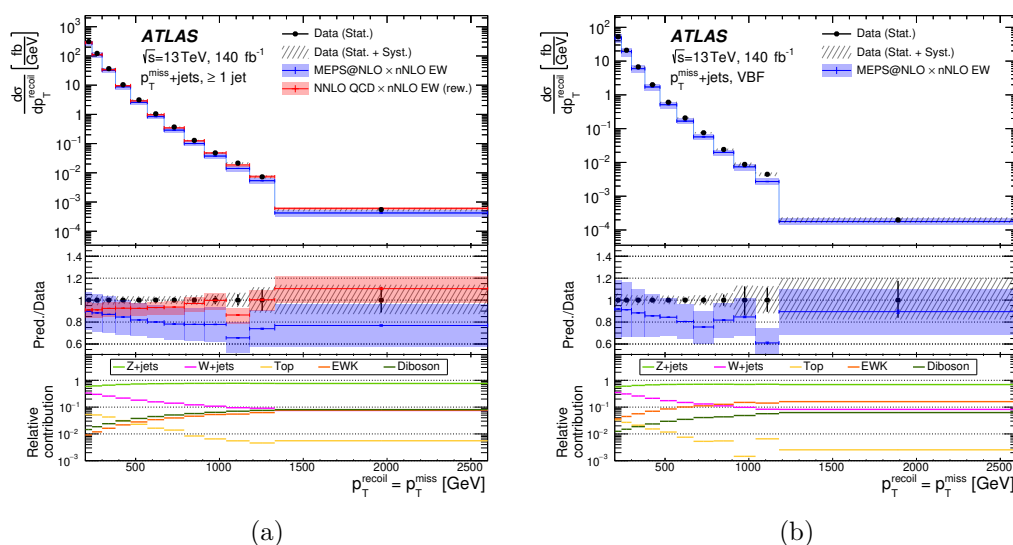 ATLAS
√s=13TeV, 140 fb⁻¹
p_T^miss+jets, ≥ 1 jet
Data (Stat.)
Data (Stat. + Syst.)
MEPS@NLO × nNLO EW
NNLO QCD × nNLO EW (rew.)
dσ/dp_T^recoil [fb/GeV]
10³
10²
10
1
10⁻¹
10⁻²
10⁻³
10⁻⁴
Pred./Data
1.4
1.2
1.0
0.8
0.6
Z+jets W+jets Top EWK Diboson
Relative
contribution
1
10⁻¹
10⁻²
10⁻³
500 1000 1500 2000 2500
p_T^recoil = p_T^miss [GeV]
(a)
ATLAS
√s=13TeV, 140 fb⁻¹
p_T^miss+jets, VBF
Data (Stat.)
Data (Stat. + Syst.)
MEPS@NLO × nNLO EW
dσ/dp_T^recoil [fb/GeV]
10³
10²
10
1
10⁻¹
10⁻²
10⁻³
10⁻⁴
Pred./Data
1.4
1.2
1.0
0.8
0.6
Z+jets W+jets Top EWK Diboson
Relative
contribution
1
10⁻¹
10⁻²
10⁻³
500 1000 1500 2000 2500
p_T^recoil = p_T^miss [GeV]
(b)